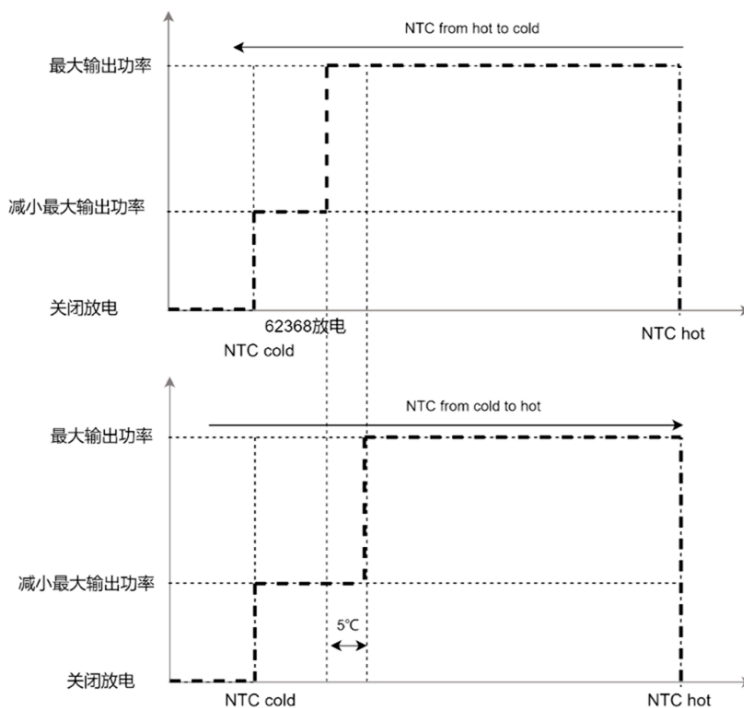 NTC from hot to cold
最大输出功率
减小最大输出功率
关闭放电
62368放电
NTC cold
NTC hot
NTC from cold to hot
最大输出功率
减小最大输出功率
5℃
关闭放电
NTC cold
NTC hot